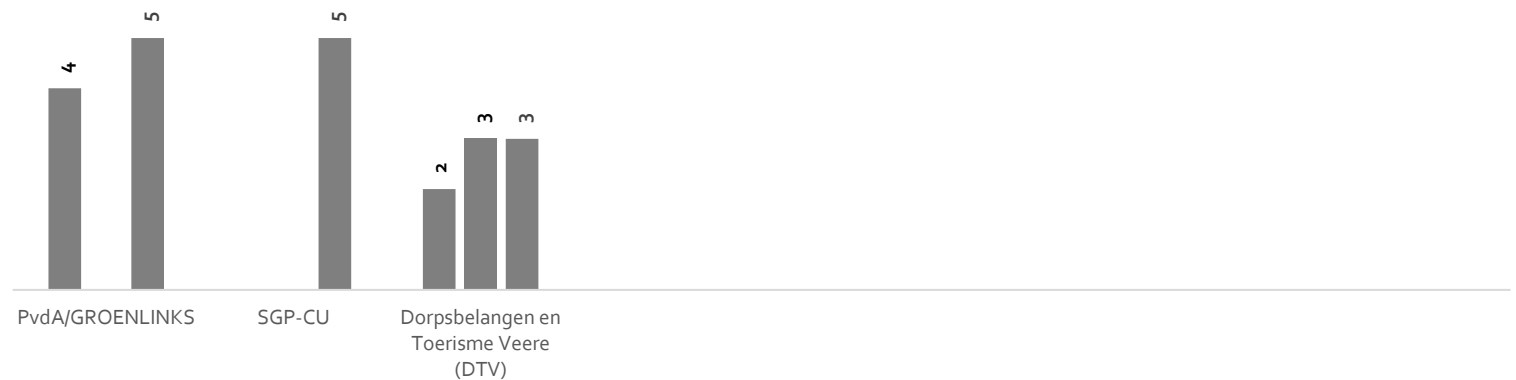 4
5
5
2
3
3
PvdA/GROENLINKS
SGP-CU
Dorpsbelangen en
Toerisme Veere
(DTV)